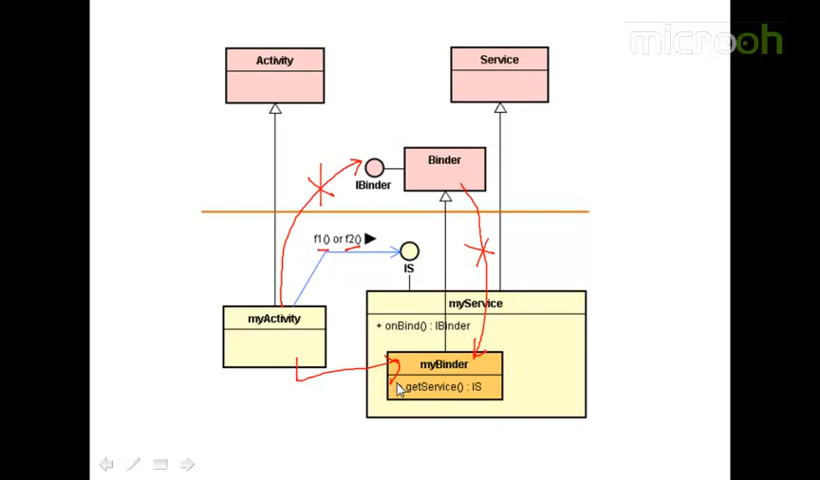 microoh
Activity
Service
Binder
IBinder
f1() or f2()
IS
myActivity
myService
+ onBind() : IBinder
myBinder
getService() : IS